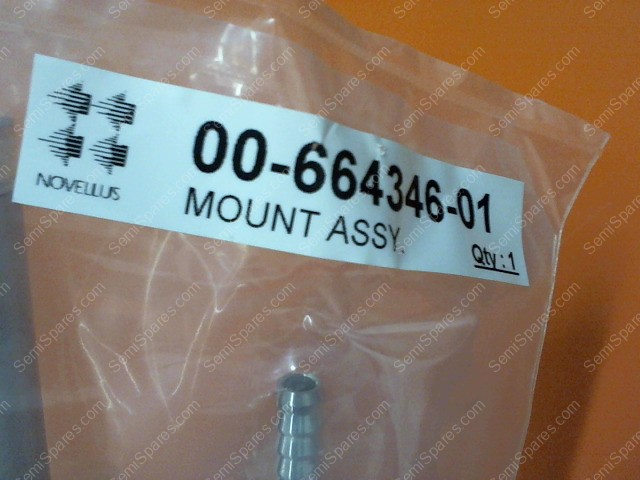 00-664346-01
NOVELLUS
MOUNT ASSY.
Qty : 1
SemiSpares.com